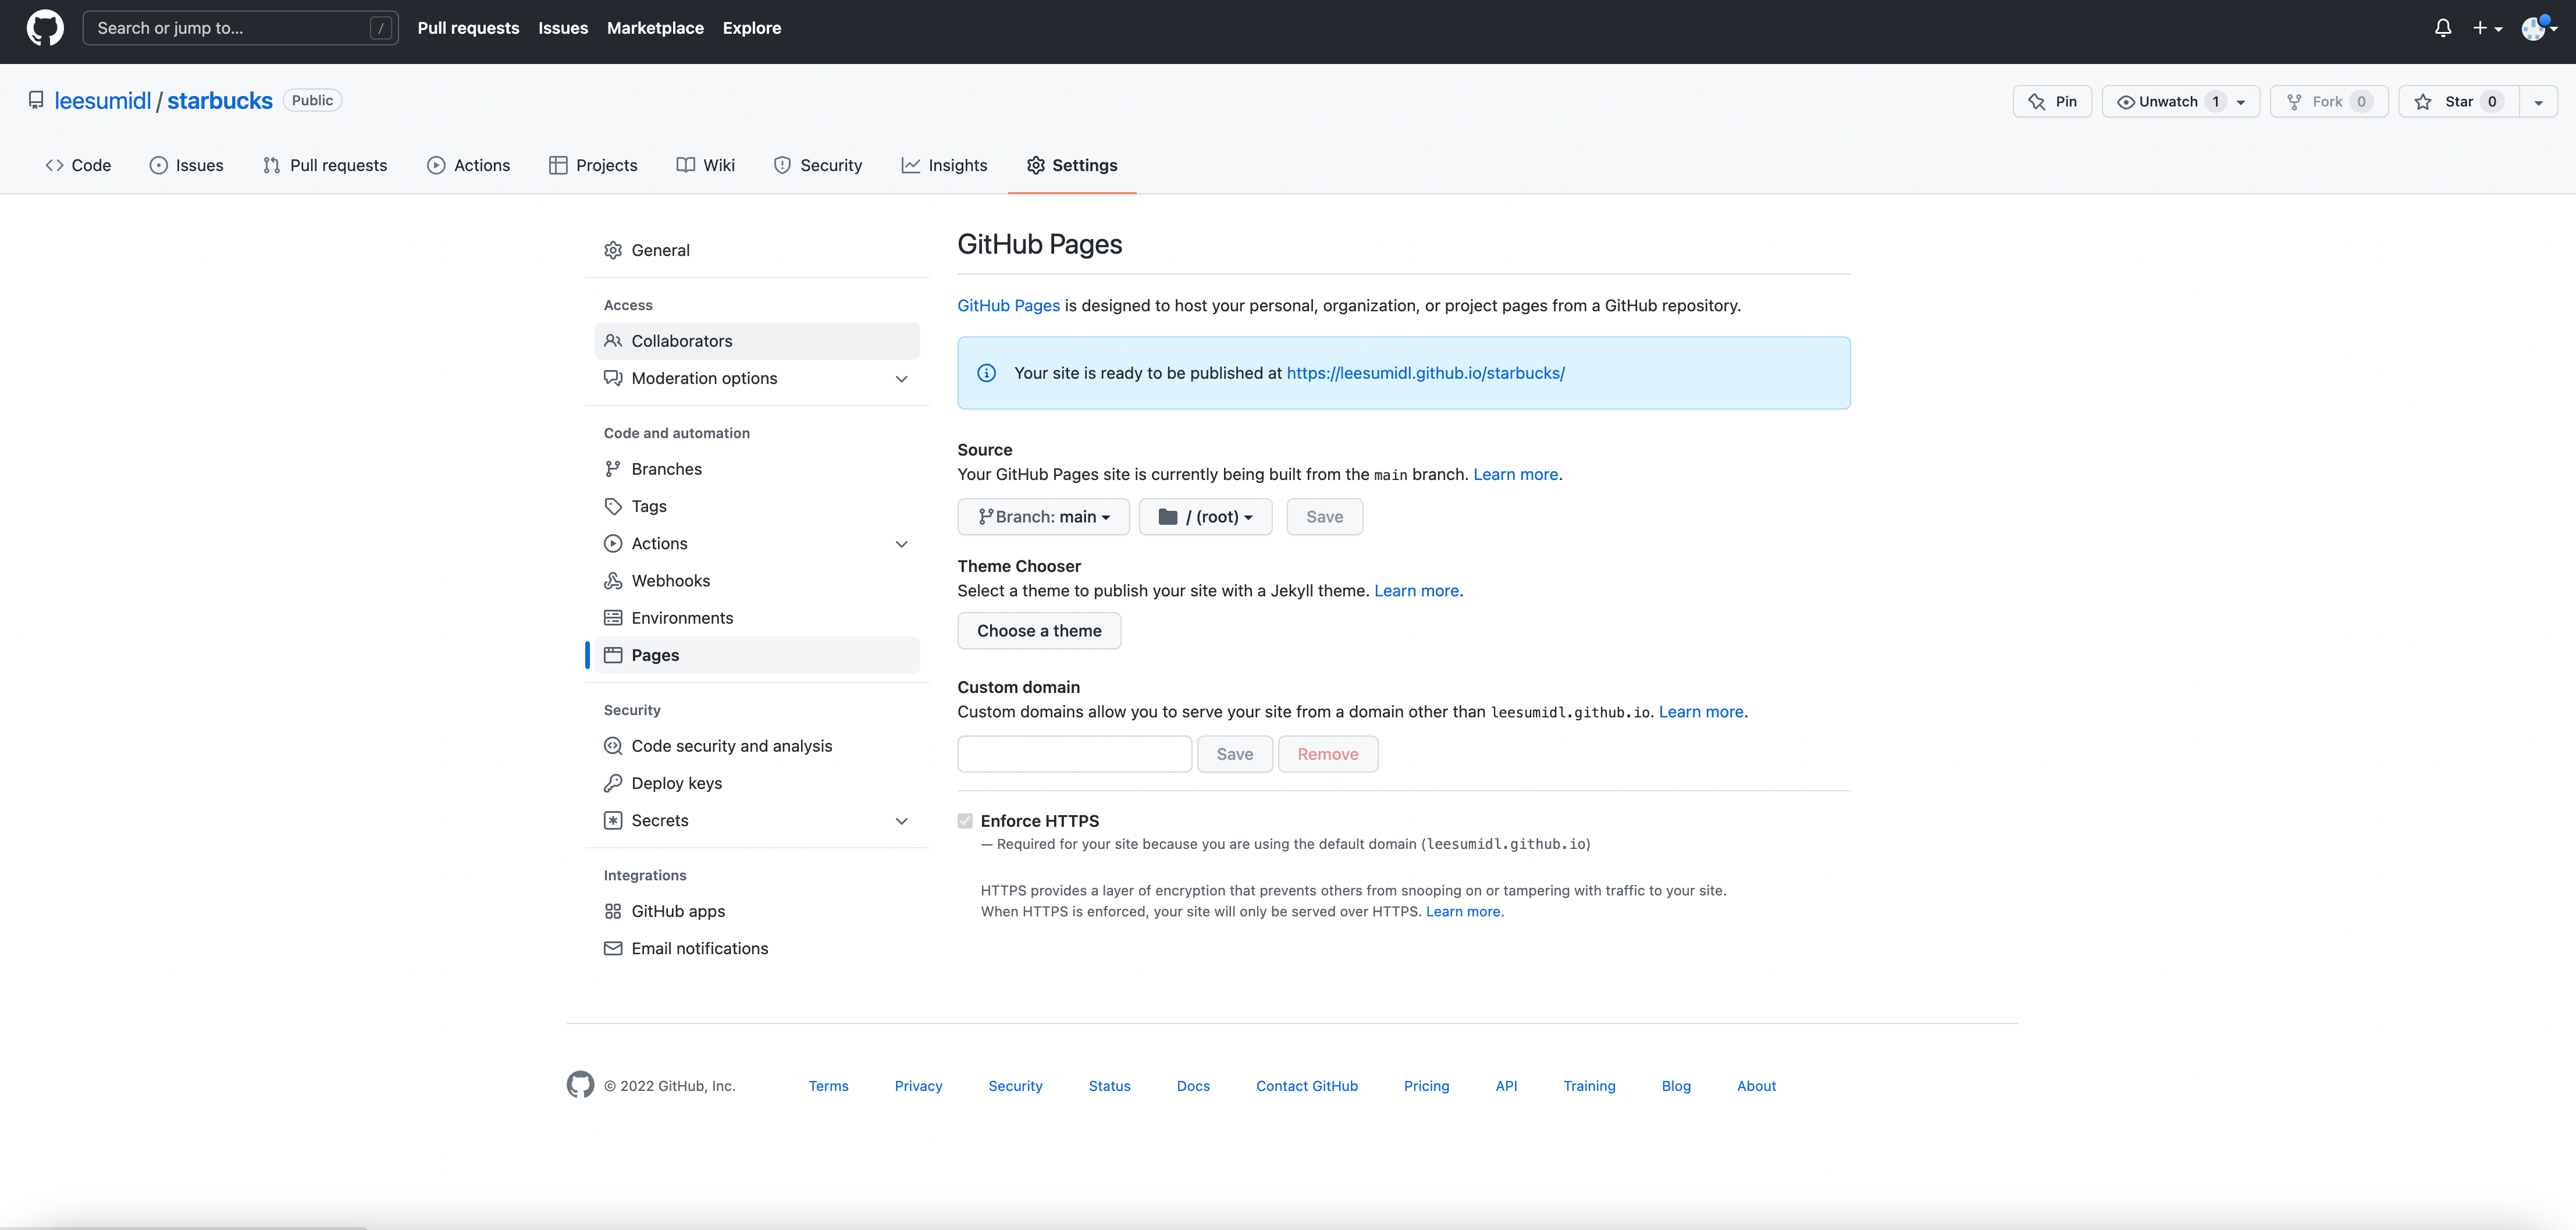 Search or jump to...
/
Pull requests
Issues
Marketplace
Explore
leesumidl / starbucks
Public
Pin
Unwatch 1
Fork 0
Star 0
Code
Issues
Pull requests
Actions
Projects
Wiki
Security
Insights
Settings
General
Access
Collaborators
Moderation options
Code and automation
Branches
Tags
Actions
Webhooks
Environments
Pages
Security
Code security and analysis
Deploy keys
Secrets
Integrations
GitHub apps
Email notifications
GitHub Pages
GitHub Pages is designed to host your personal, organization, or project pages from a GitHub repository.
Your site is ready to be published at https://leesumidl.github.io/starbucks/
Source
Your GitHub Pages site is currently being built from the main branch. Learn more.
Branch: main
/ (root)
Save
Theme Chooser
Select a theme to publish your site with a Jekyll theme. Learn more.
Choose a theme
Custom domain
Custom domains allow you to serve your site from a domain other than leesumidl.github.io. Learn more.
Save
Remove
Enforce HTTPS
— Required for your site because you are using the default domain (leesumidl.github.io)
HTTPS provides a layer of encryption that prevents others from snooping on or tampering with traffic to your site.
When HTTPS is enforced, your site will only be served over HTTPS. Learn more.
© 2022 GitHub, Inc.
Terms
Privacy
Security
Status
Docs
Contact GitHub
Pricing
API
Training
Blog
About